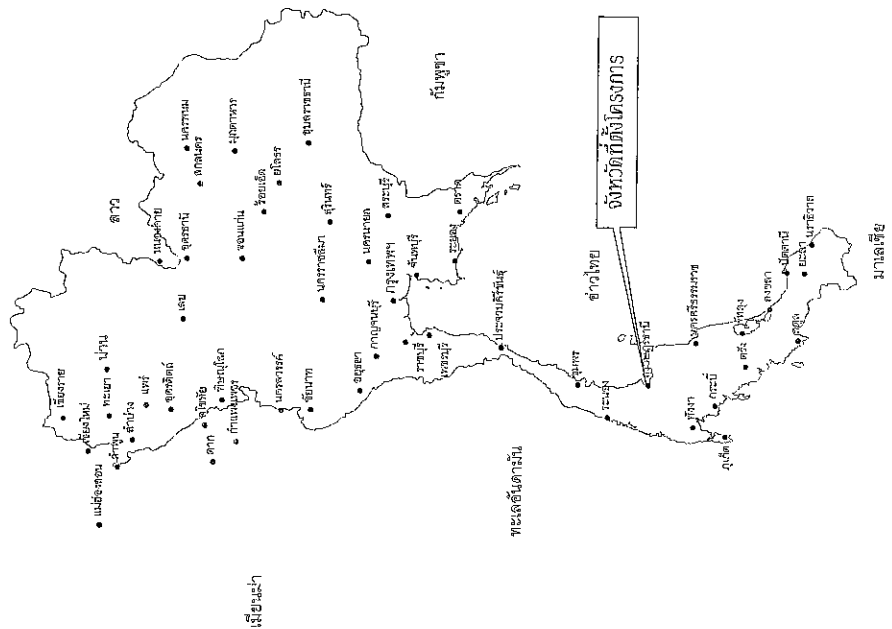 เชียงราย
เชียงใหม่
แม่ฮ่องสอน
พะเยา
น่าน
ลำพูน
ลำปาง
แพร่
อุตรดิตถ์
สุโขทัย
พิษณุโลก
ตาก
กำแพงเพชร
นครสวรรค์
ชัยนาท
อยุธยา
ลาว
หนองคาย
อุดรธานี
เลย
นครพนม
สกลนคร
ขอนแก่น
มุกดาหาร
ร้อยเอ็ด
ยโสธร
อุบลราชธานี
สุรินทร์
นครราชสีมา
นครนายก
สระบุรี
กาญจนบุรี
กรุงเทพฯ
จันทบุรี
ราชบุรี
เพชรบุรี
ระยอง
ตราด
กัมพูชา
เมียนม่า
ประจวบคีรีขันธ์
ทะเลอันดามัน
อ่าวไทย
จังหวัดที่ตั้งโครงการ
ชุมพร
ระนอง
สุราษฎร์ธานี
พังงา
กระบี่
ภูเก็ต
นครศรีธรรมราช
ตรัง
พัทลุง
สงขลา
สตูล
ปัตตานี
ยะลา
นราธิวาส
มาเลเซีย